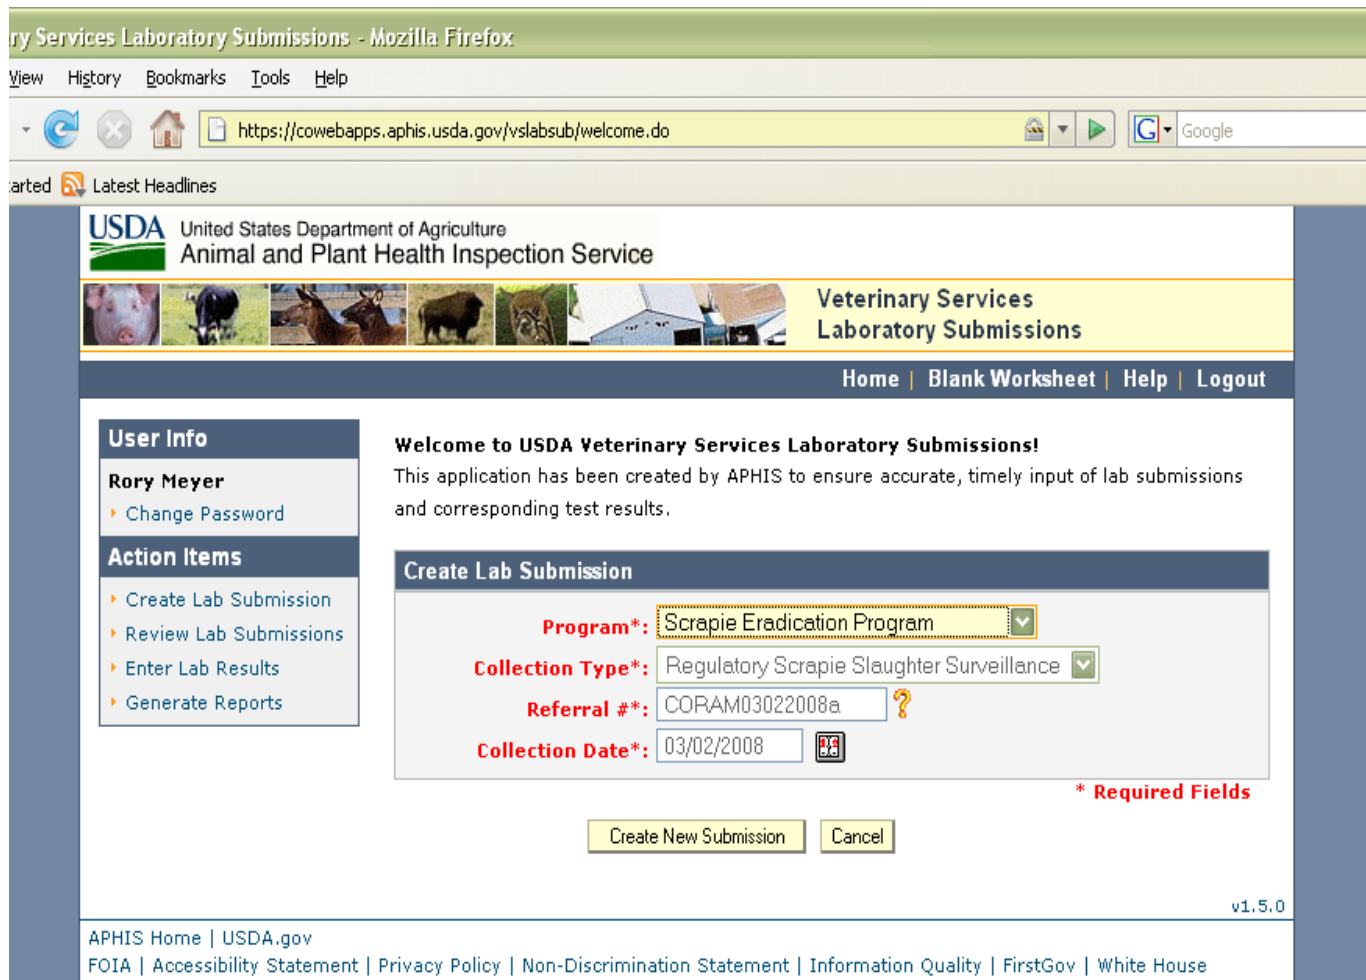 ry Services Laboratory Submissions - Mozilla Firefox
View History Bookmarks Tools Help
https://cowebapps.aphis.usda.gov/vslabsub/welcome.do G Google
arted Latest Headlines
USDA United States Department of Agriculture
Animal and Plant Health Inspection Service
Veterinary Services
Laboratory Submissions
Home | Blank Worksheet | Help | Logout
User Info
Rory Meyer
Change Password
Action Items
Create Lab Submission
Review Lab Submissions
Enter Lab Results
Generate Reports
Welcome to USDA Veterinary Services Laboratory Submissions!
This application has been created by APHIS to ensure accurate, timely input of lab submissions
and corresponding test results.
Create Lab Submission
Program*: Scrapie Eradication Program
Collection Type*: Regulatory Scrapie Slaughter Surveillance
Referral #*: CORAM03022008a ?
Collection Date*: 03/02/2008
* Required Fields
Create New Submission Cancel
v1.5.0
APHIS Home | USDA.gov
FOIA | Accessibility Statement | Privacy Policy | Non-Discrimination Statement | Information Quality | FirstGov | White House